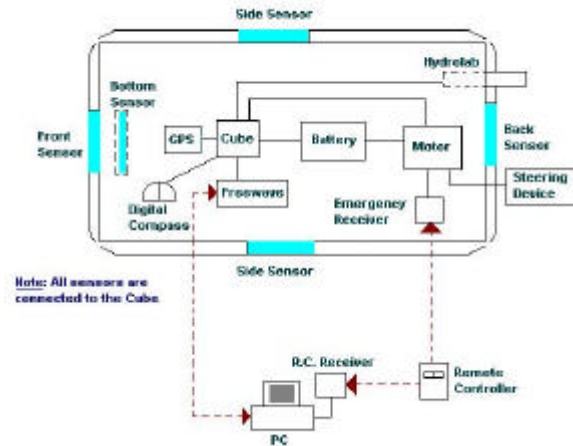 Side Sensor
Hydrolab
Bottom
Sensor
Front
Sensor
GPS
Cube
Battery
Motor
Back
Sensor
Steering
Device
Digital
Compass
Freewave
Emergency
Receiver
Side Sensor
Note: All sensors are
connected to the Cube
R.C. Receiver
Remote
Controller
PC